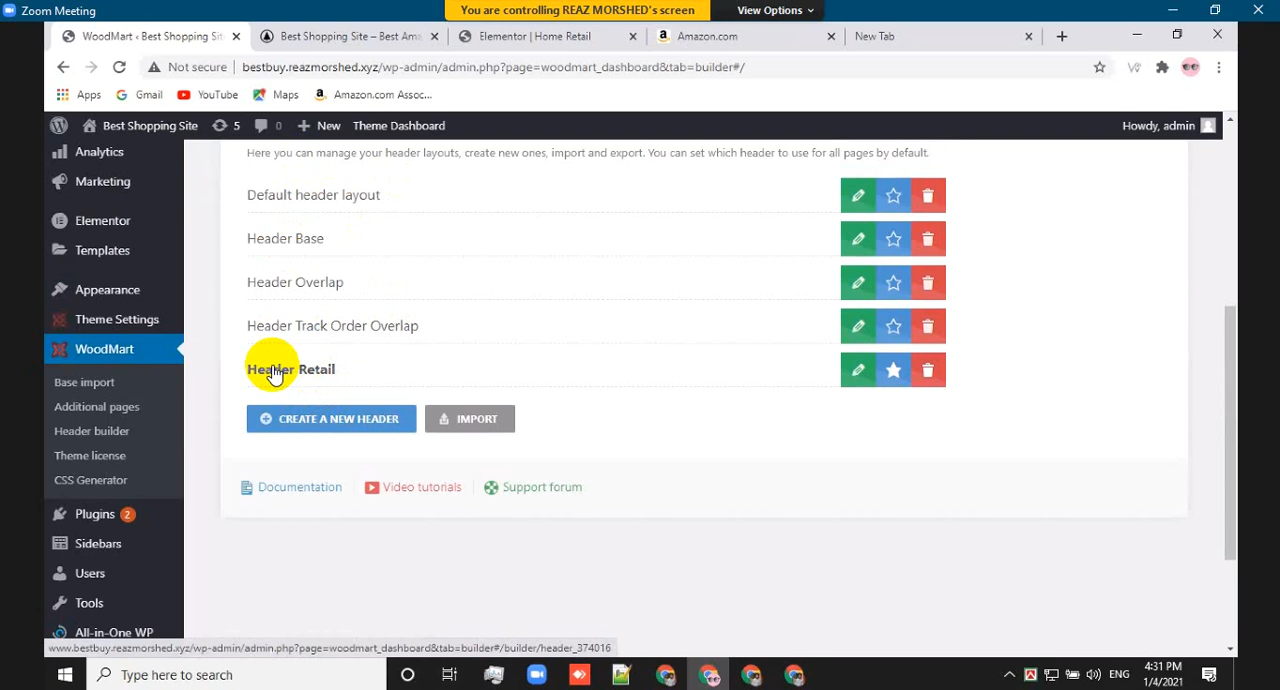 Zoom Meeting
You are controlling REAZ MORSHED's screen
View Options
WoodMart ‹ Best Shopping Sit
Best Shopping Site – Best Am
Elementor | Home Retail
Amazon.com
New Tab
Not secure
bestbuy.reazmorshed.xyz/wp-admin/admin.php?page=woodmart_dashboard&tab=builder#/
Apps
Gmail
YouTube
Maps
Amazon.com Assoc...
Best Shopping Site
5
0
New
Theme Dashboard
Howdy, admin
Analytics
Marketing
Elementor
Templates
Appearance
Theme Settings
WoodMart
Base import
Additional pages
Header builder
Theme license
CSS Generator
Plugins 2
Sidebars
Users
Tools
All-in-One WP
Here you can manage your header layouts, create new ones, import and export. You can set which header to use for all pages by default.
Default header layout
Header Base
Header Overlap
Header Track Order Overlap
Header Retail
CREATE A NEW HEADER
IMPORT
Documentation
Video tutorials
Support forum
www.bestbuy.reazmorshed.xyz/wp-admin/admin.php?page=woodmart_dashboard&tab=builder#/builder/header_374016
Type here to search
ENG
4:31 PM
1/4/2021